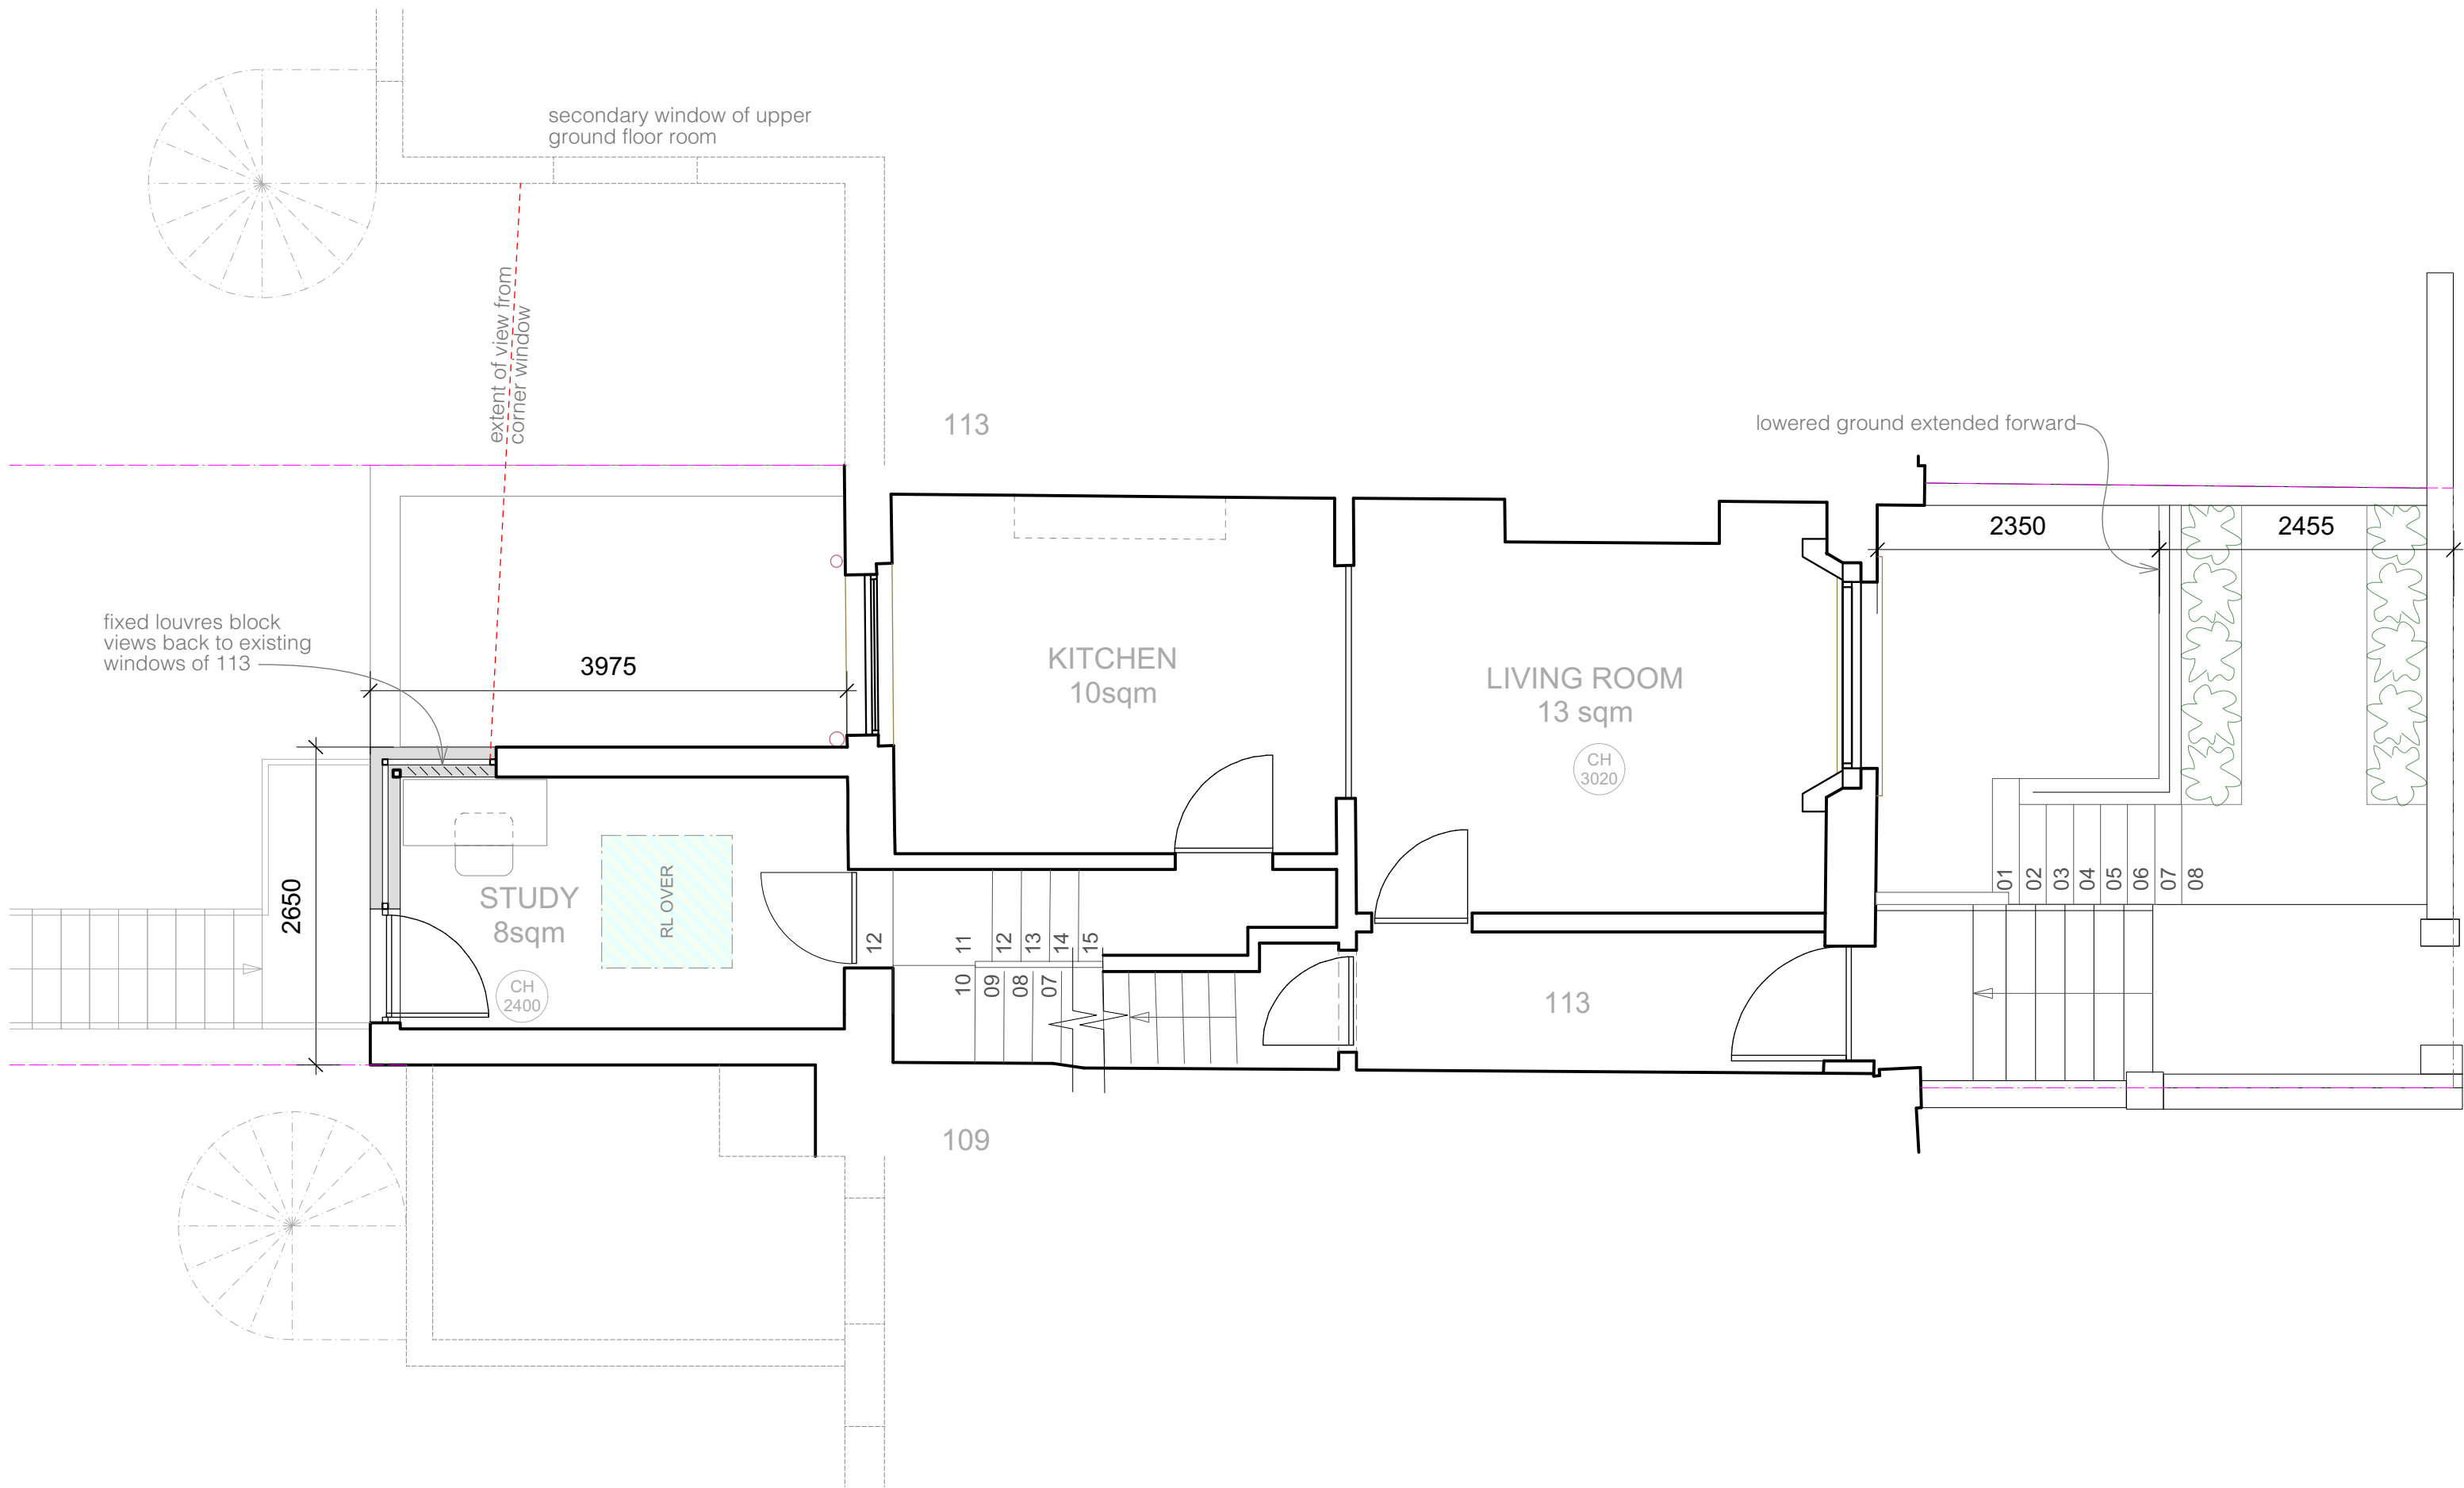 secondary window of upper
ground floor room
extent of view from
corner window
113
lowered ground extended forward
2350
2455
fixed louvres block
views back to existing
windows of 113
3975
KITCHEN
10sqm
LIVING ROOM
13 sqm
CH
3020
2650
STUDY
8sqm
CH
2400
RL OVER
12
11
12
13
14
15
10
09
08
07
01
02
03
04
05
06
07
08
113
109